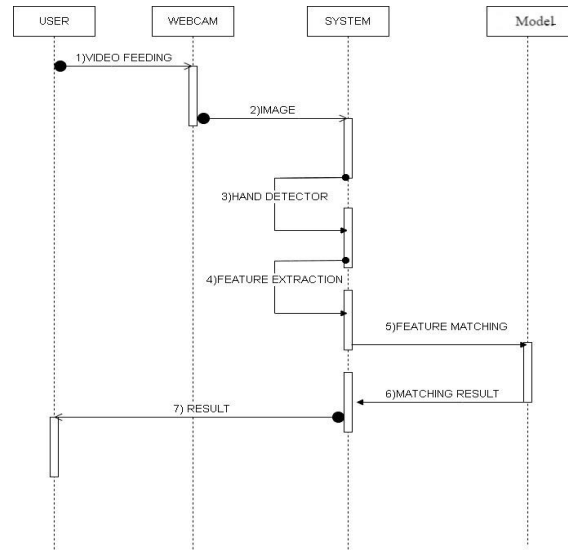 USER
WEBCAM
SYSTEM
Model.
1)VIDEO FEEDING
2)IMAGE
3)HAND DETECTOR
4)FEATURE EXTRACTION
5)FEATURE MATCHING
6)MATCHING RESULT
7) RESULT